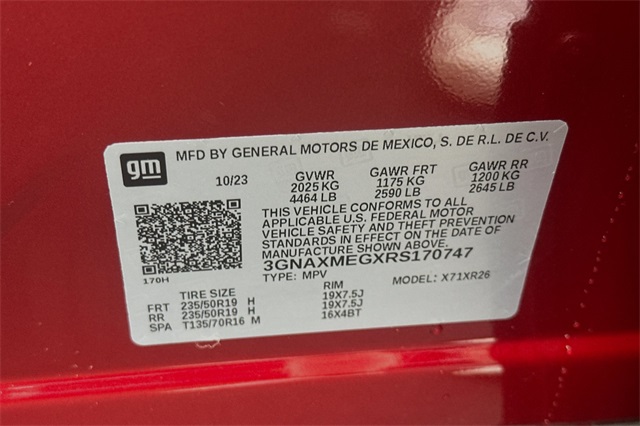 gm
MFD BY GENERAL MOTORS DE MEXICO, S. DE R.L. DE C.V.
10/23 GVWR GAWR FRT GAWR RR
2025 KG 1175 KG 1200 KG
4464 LB 2590 LB 2645 LB
THIS VEHICLE CONFORMS TO ALL
APPLICABLE U.S. FEDERAL MOTOR
VEHICLE SAFETY AND THEFT PREVENTION
STANDARDS IN EFFECT ON THE DATE OF
MANUFACTURE SHOWN ABOVE.
3GNAXMEGXRS170747
170H
TYPE: MPV MODEL: X71XR26
TIRE SIZE RIM
FRT 235/50R19 H 19X7.5J
RR 235/50R19 H 19X7.5J
SPA T135/70R16 M 16X4BT